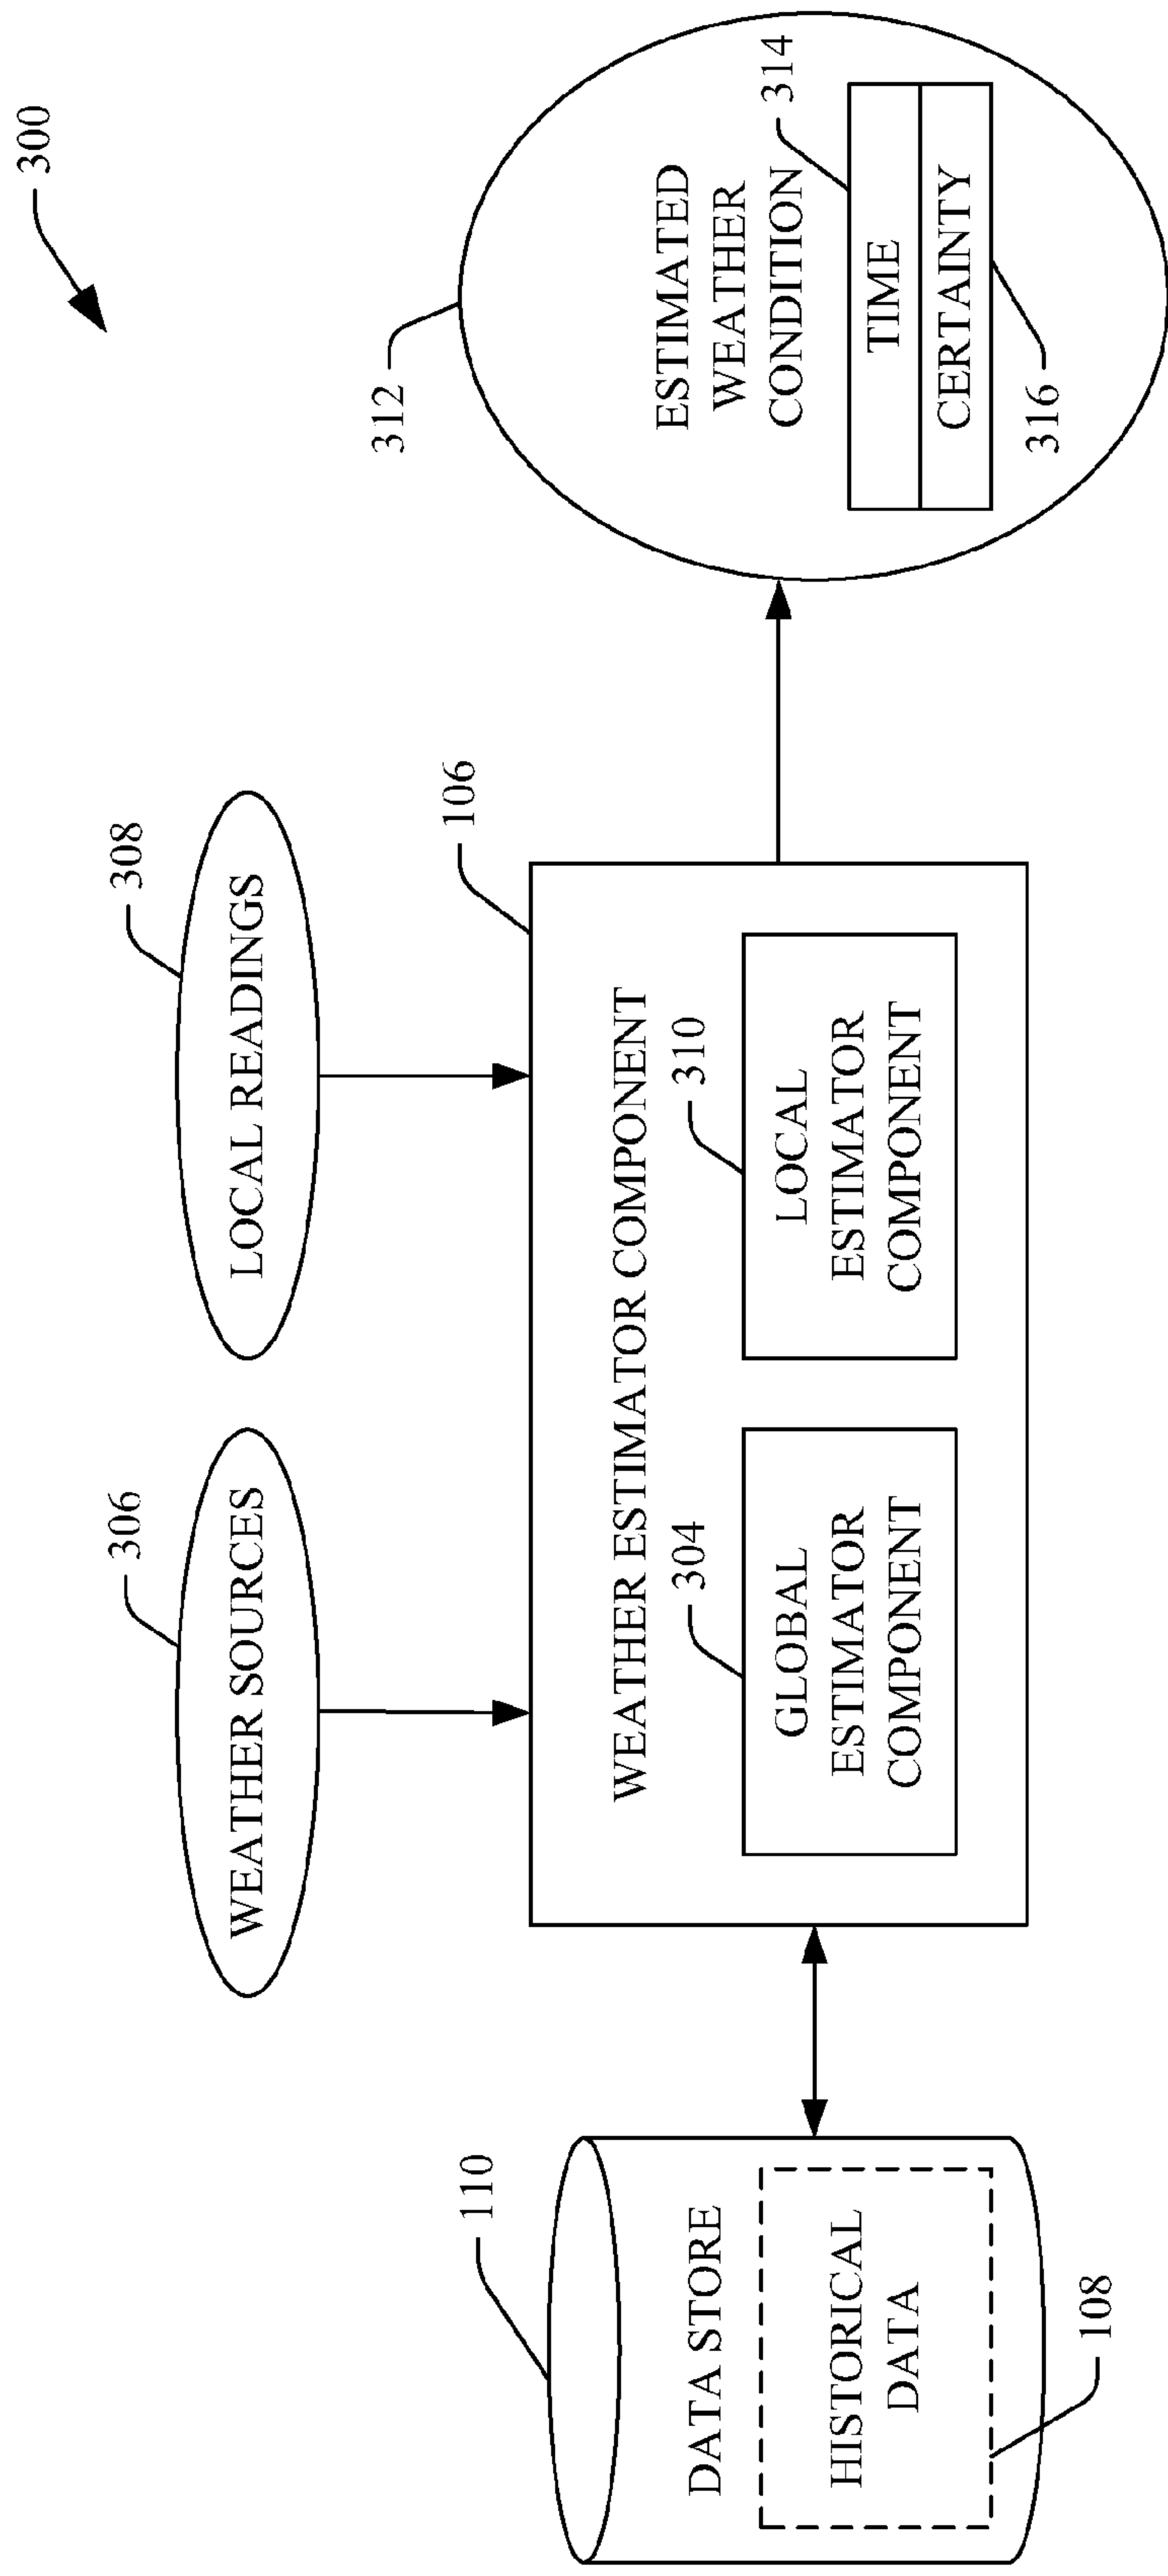 300
306
WEATHER SOURCES
308
LOCAL READINGS
110
DATA STORE
HISTORICAL
DATA
108
106
WEATHER ESTIMATOR COMPONENT
304
GLOBAL
ESTIMATOR
COMPONENT
310
LOCAL
ESTIMATOR
COMPONENT
312
ESTIMATED
WEATHER
CONDITION
314
TIME
CERTAINTY
316